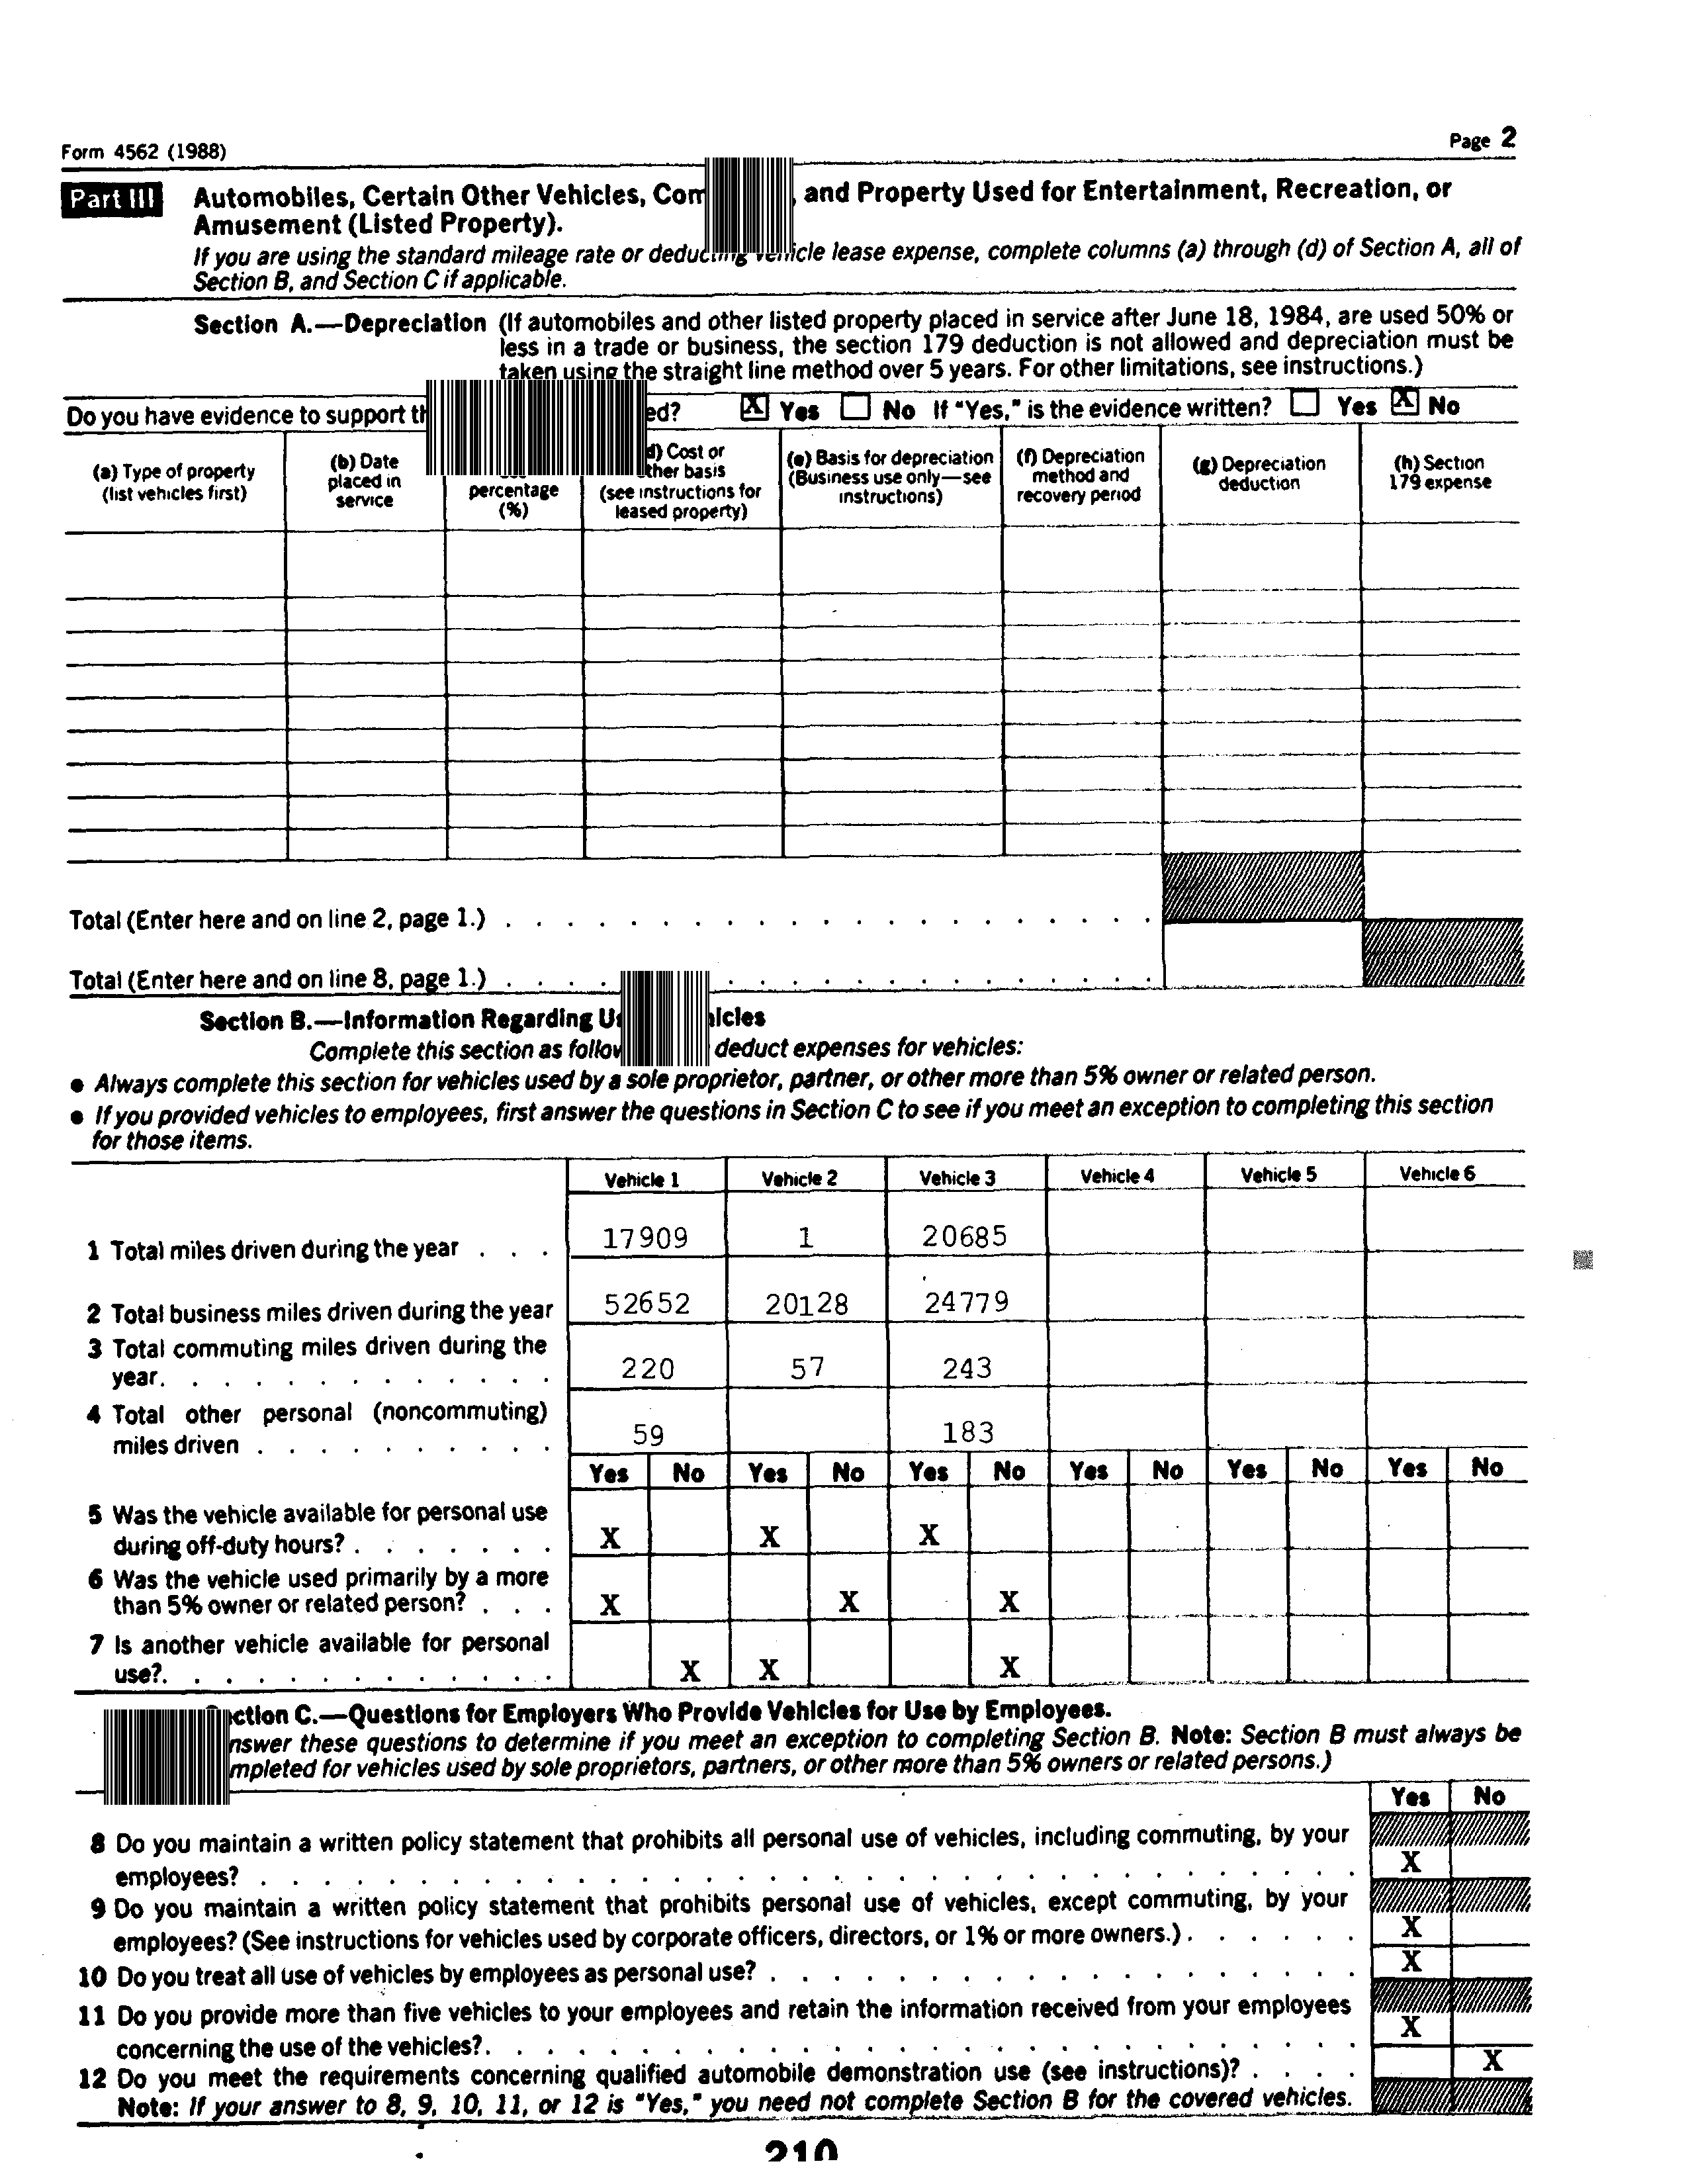 Form 4562 (1988)
Page 2
Part III Automobiles, Certain Other Vehicles, and Property Used for Entertainment, Recreation, or
Amusement (Listed Property).
If you are using the standard mileage rate or deducting vehicle lease expense, complete columns (a) through (d) of Section A, all of
Section B, and Section C if applicable.
Section A.—Depreciation (If automobiles and other listed property placed in service after June 18, 1984, are used 50% or
less in a trade or business, the section 179 deduction is not allowed and depreciation must be
taken using the straight line method over 5 years. For other limitations, see instructions.)
Do you have evidence to support X Yes No If "Yes," is the evidence written? Yes X No
(a) Type of property
(list vehicles first)
(b) Date
placed in
service
percentage
(%)
Cost or
basis
(see instructions for
leased property)
(e) Basis for depreciation
(Business use only—see
instructions)
(f) Depreciation
method and
recovery period
(g) Depreciation
deduction
(h) Section
179 expense
Total (Enter here and on line 2, page 1.)
Total (Enter here and on line 8, page 1.)
Section B.—Information Regarding
Complete this section as deduct expenses for vehicles:
● Always complete this section for vehicles used by a sole proprietor, partner, or other more than 5% owner or related person.
● If you provided vehicles to employees, first answer the questions in Section C to see if you meet an exception to completing this section
for those items.
Vehicle 1 Vehicle 2 Vehicle 3 Vehicle 4 Vehicle 5 Vehicle 6
1 Total miles driven during the year . . . 17909 1 20685
2 Total business miles driven during the year 52652 20128 24779
3 Total commuting miles driven during the
year. 220 57 243
4 Total other personal (noncommuting)
miles driven 59 183
Yes No Yes No Yes No Yes No Yes No Yes No
5 Was the vehicle available for personal use
during off-duty hours? X X X
6 Was the vehicle used primarily by a more
than 5% owner or related person? . . . X X X
7 Is another vehicle available for personal
use?. X X X
C.—Questions for Employers Who Provide Vehicles for Use by Employees.
these questions to determine if you meet an exception to completing Section B. Note: Section B must always be
for vehicles used by sole proprietors, partners, or other more than 5% owners or related persons.)
Yes No
8 Do you maintain a written policy statement that prohibits all personal use of vehicles, including commuting, by your
employees? X
9 Do you maintain a written policy statement that prohibits personal use of vehicles, except commuting, by your
employees? (See instructions for vehicles used by corporate officers, directors, or 1% or more owners.) X
10 Do you treat all use of vehicles by employees as personal use? X
11 Do you provide more than five vehicles to your employees and retain the information received from your employees
concerning the use of the vehicles?. X
12 Do you meet the requirements concerning qualified automobile demonstration use (see instructions)? X
Note: If your answer to 8, 9, 10, 11, or 12 is "Yes," you need not complete Section B for the covered vehicles.
210